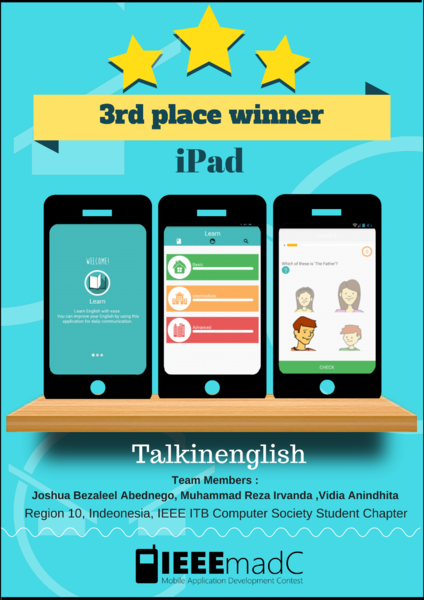 3rd place winner
iPad
WELCOME!
Learn
Learn English with ease.
You can improve your English by using this
application for daily communication.
Learn
Basic
Intermediate
Advanced
Which of these is "The Father"?
?
CHECK
Talkinenglish
Team Members :
Joshua Bezaleel Abednego, Muhammad Reza Irvanda ,Vidia Anindhita
Region 10, Indeonesia, IEEE ITB Computer Society Student Chapter
IEEEmadC
Mobile Application Development Contest